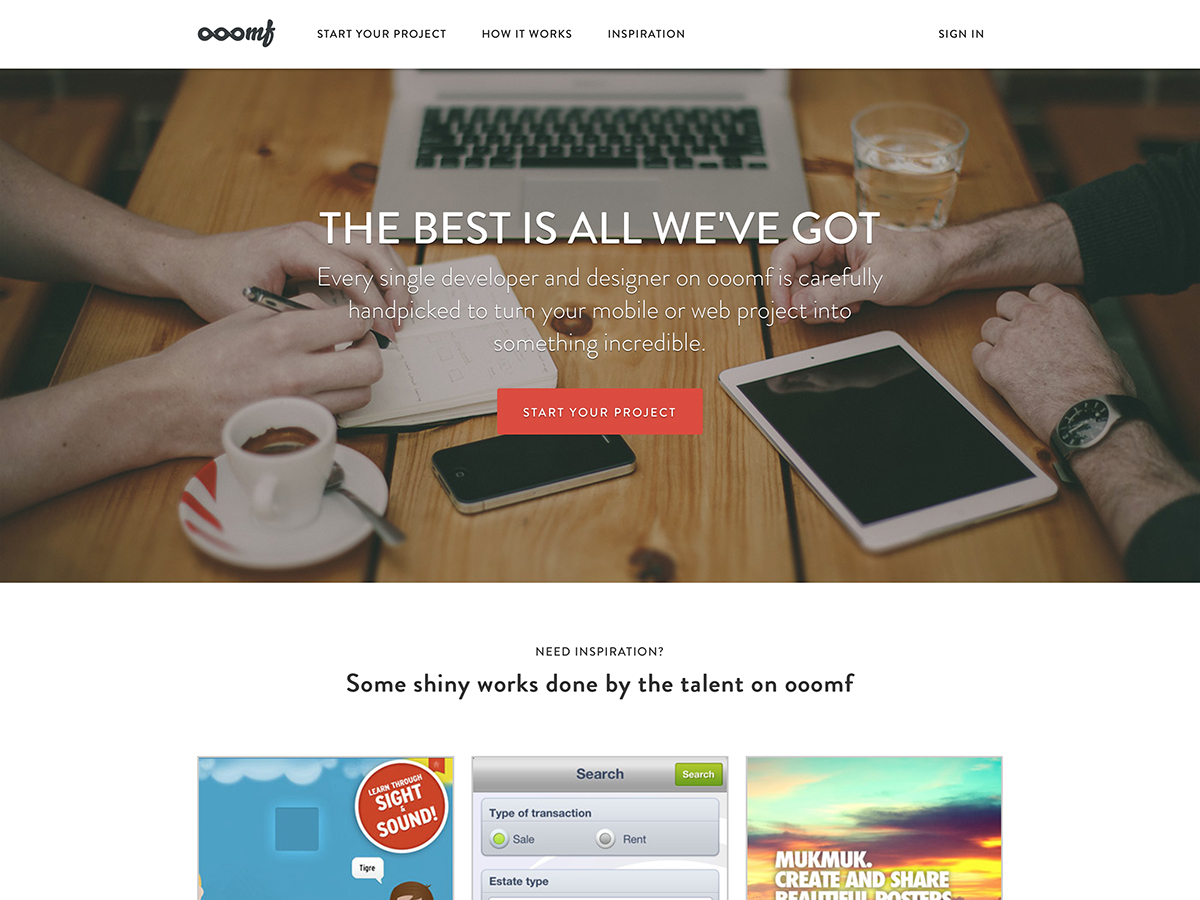 ooomf
START YOUR PROJECT
HOW IT WORKS
INSPIRATION
SIGN IN
THE BEST IS ALL WE'VE GOT
Every single developer and designer on ooomf is carefully
handpicked to turn your mobile or web project into
something incredible.
START YOUR PROJECT
NEED INSPIRATION?
Some shiny works done by the talent on ooomf
LEARN THROUGH
SIGHT
&
SOUND!
Tigre
Search
Search
Type of transaction
Sale
Rent
Estate type
MUKMUK.
CREATE AND SHARE
BEAUTIFUL POSTERS